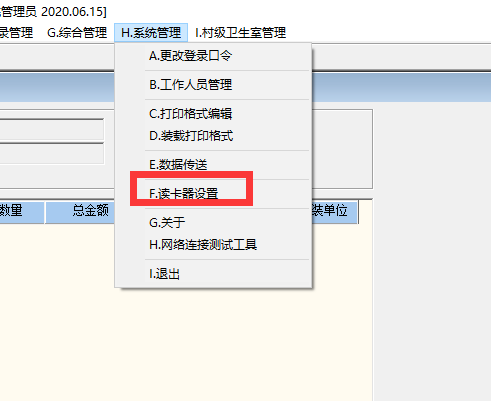 管理员 2020.06.15]
录管理 G.综合管理 H.系统管理 I.村级卫生室管理
A.更改登录口令
B.工作人员管理
C.打印格式编辑
D.装载打印格式
E.数据传送
F.读卡器设置
G.关于
H.网络连接测试工具
I.退出
数量 总金额 装单位